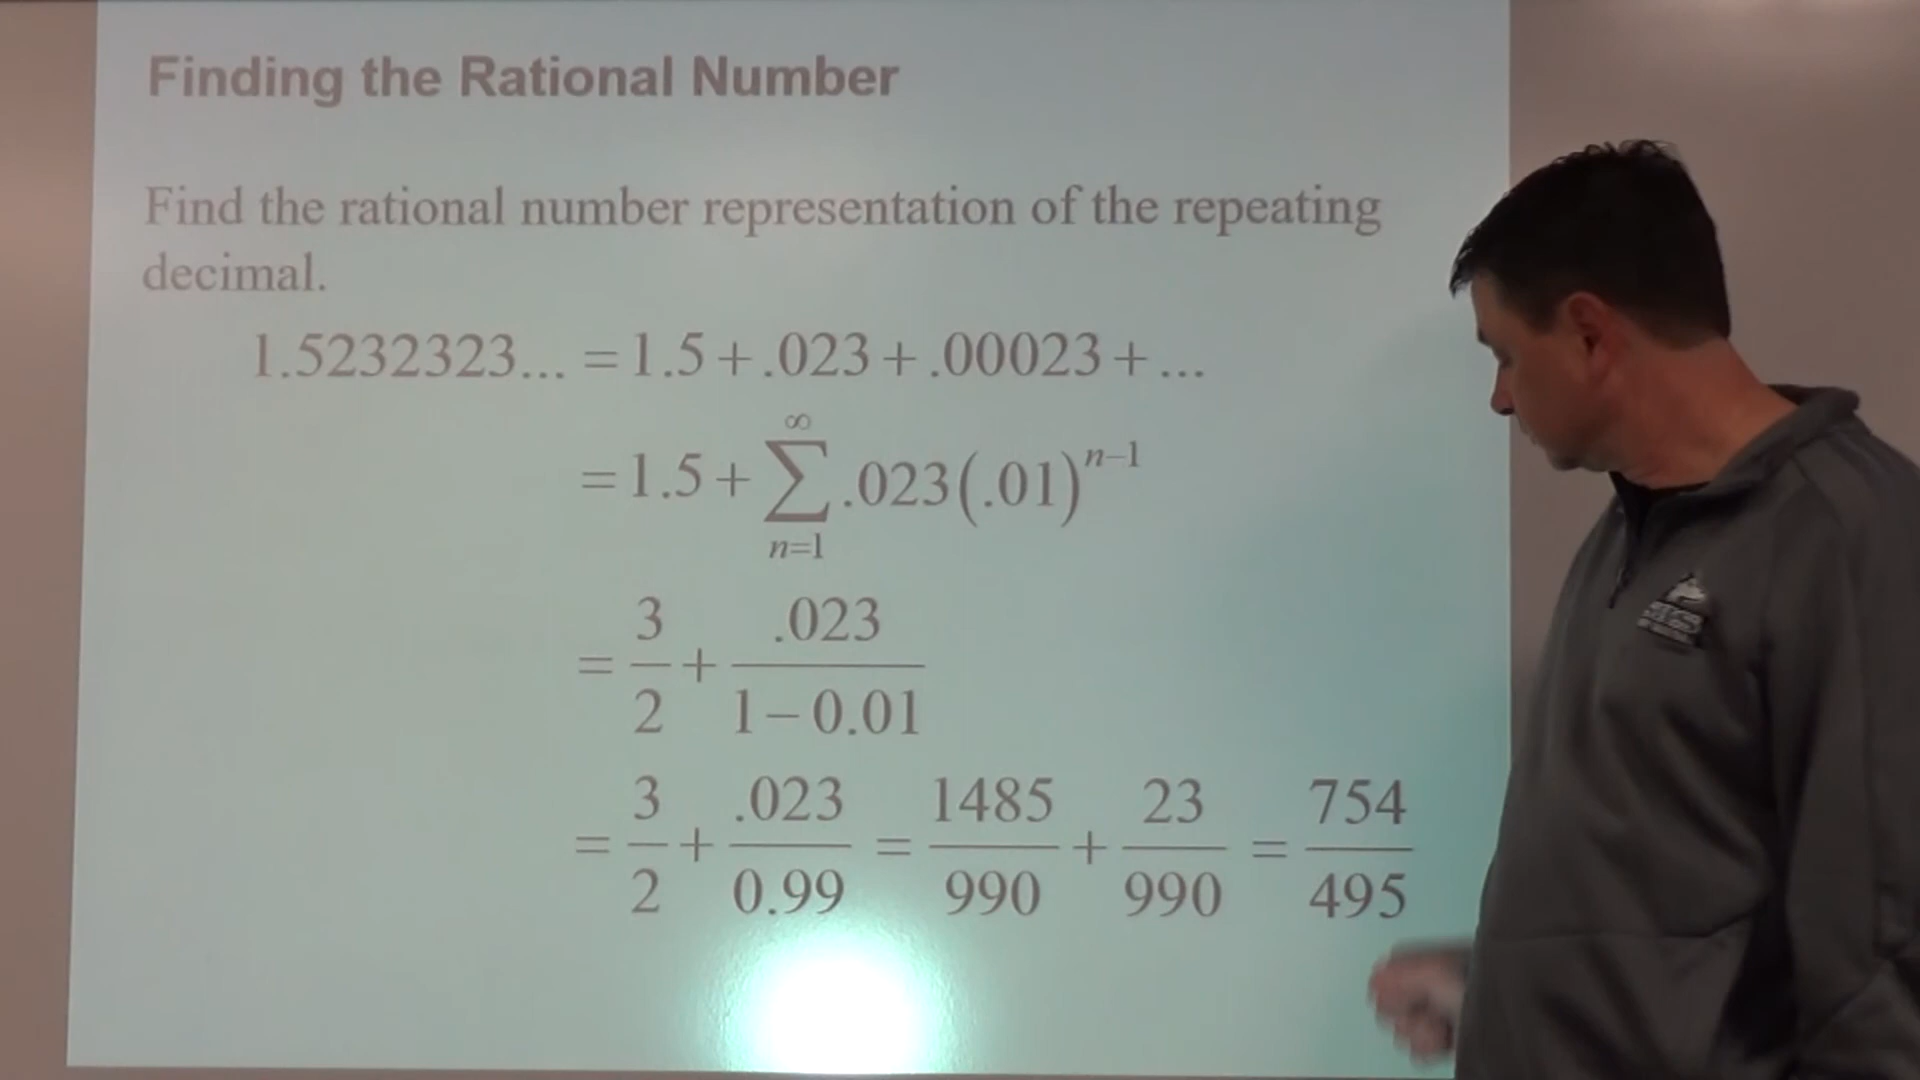 Finding the Rational Number
Find the rational number representation of the repeating
decimal.
1.5232323... = 1.5 + .023 + .00023 + ...
= 1.5 + ∑_{n=1}^{∞} .023(.01)^{n−1}
= 3/2 + .023/(1 − 0.01)
= 3/2 + .023/0.99 = 1485/990 + 23/990 = 754/495